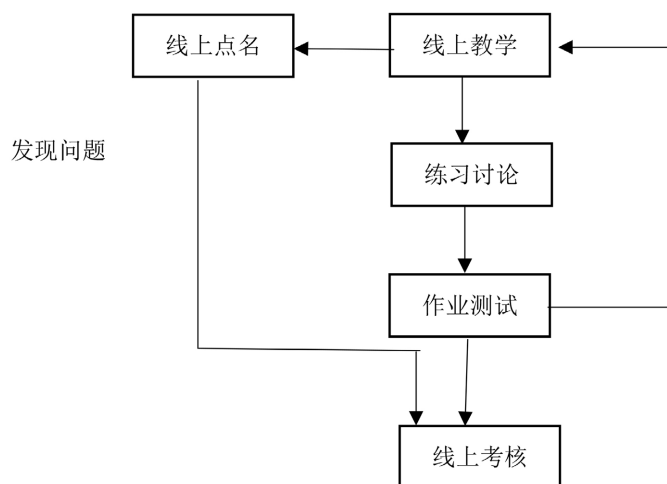 线上点名
线上教学
发现问题
练习讨论
作业测试
线上考核